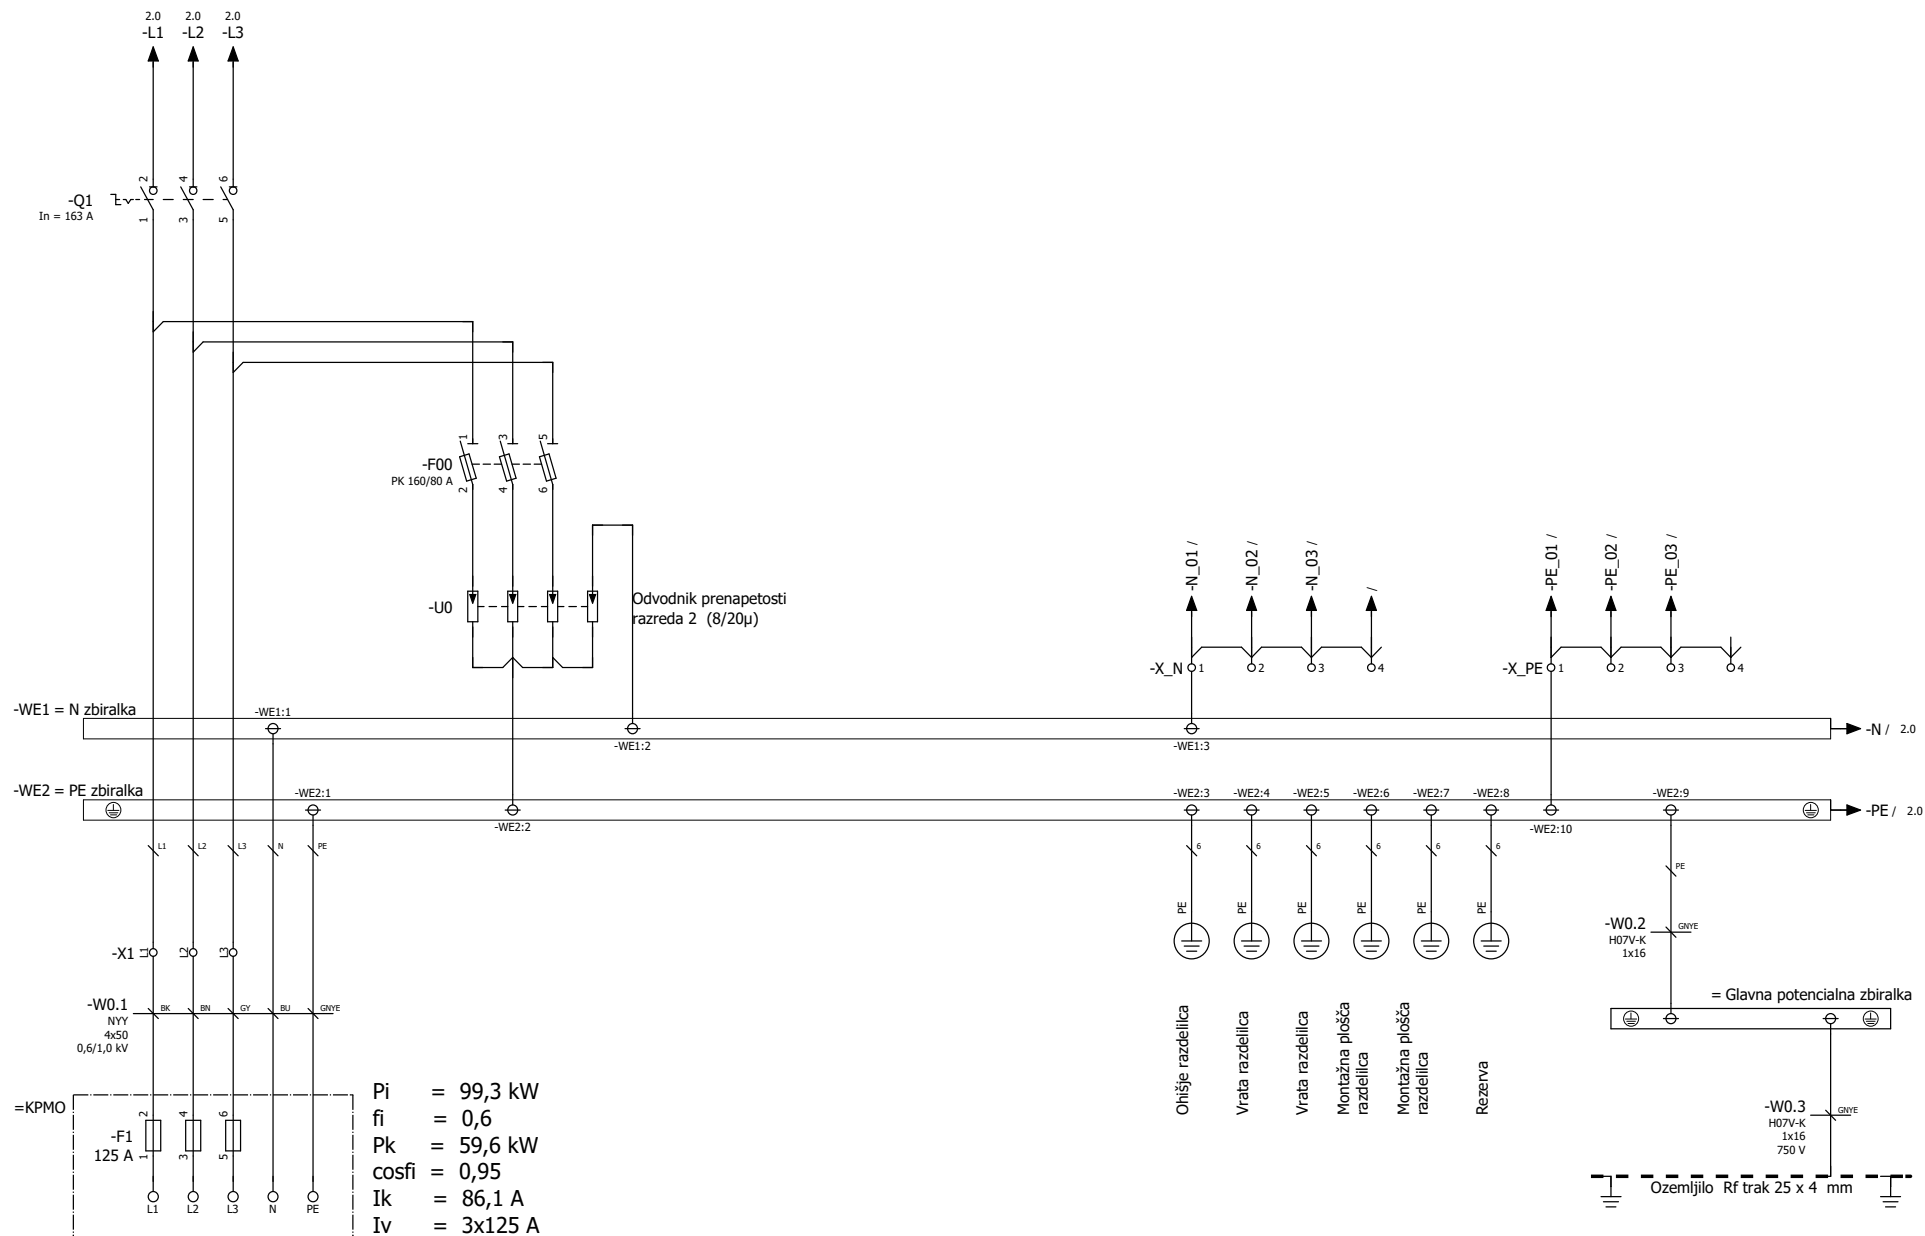 2.0 2.0 2.0
-L1 -L2 -L3
2 4 6
-Q1
In = 163 A
1 3 5
1 3 5
-F00
PK 160/80 A
2 4 6
-U0
Odvodnik prenapetosti
razreda 2 (8/20µ)
-N_01 /
-N_02 /
-N_03 /
/
-PE_01 /
-PE_02 /
-PE_03 /
-X_N 1 2 3 4
-X_PE 1 2 3 4
-WE1 = N zbiralka
-WE1:1
-WE1:2
-WE1:3
-N / 2.0
-WE2 = PE zbiralka
-WE2:1
-WE2:2
-WE2:3 -WE2:4 -WE2:5 -WE2:6 -WE2:7 -WE2:8
-WE2:10
-WE2:9
-PE / 2.0
L1 L2 L3 N PE
6 6 6 6 6 6
PE
PE PE PE PE PE PE
-W0.2
GNYE
H07V-K
1x16
-X1 L1 L2 L3
-W0.1
BK BN GY BU GNYE
NYY
4x50
0,6/1,0 kV
= Glavna potencialna zbiralka
Ohišje razdelilca
Vrata razdelilca
Vrata razdelilca
Montažna plošča
razdelilca
Montažna plošča
razdelilca
Rezerva
=KPMO
2 4 6
-F1
125 A
1 3 5
L1 L2 L3 N PE
Pi = 99,3 kW
fi = 0,6
Pk = 59,6 kW
cosfi = 0,95
Ik = 86,1 A
Iv = 3x125 A
-W0.3
GNYE
H07V-K
1x16
750 V
Ozemljilo Rf trak 25 x 4 mm